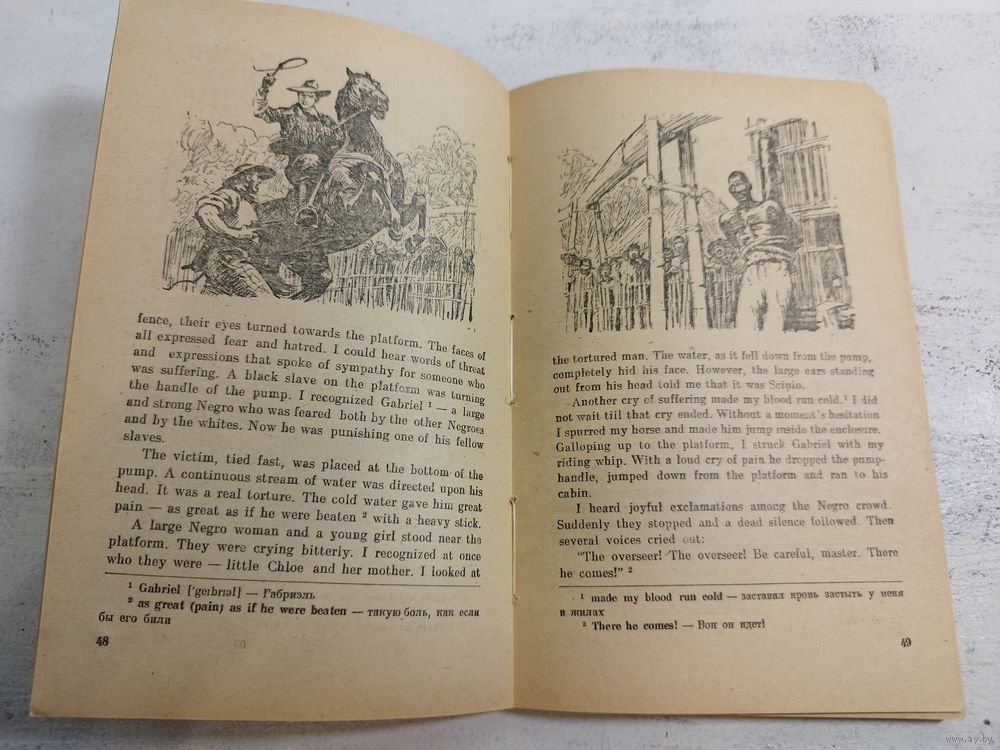 fence, their eyes turned towards the platform. The faces of
all expressed fear and hatred. I could hear words of threat
and expressions that spoke of sympathy for someone who
was suffering. A black slave on the platform was turning
the handle of the pump. I recognized Gabriel ¹ — a large
and strong Negro who was feared both by the other Negroes
and by the whites. Now he was punishing one of his fellow
slaves.
The victim, tied fast, was placed at the bottom of the
pump. A continuous stream of water was directed upon his
head. It was a real torture. The cold water gave him great
pain — as great as if he were beaten ² with a heavy stick.
A large Negro woman and a young girl stood near the
platform. They were crying bitterly. I recognized at once
who they were — little Chloe and her mother. I looked at
¹ Gabriel ['geıbrıəl] — Габриэль
² as great (pain) as if he were beaten — такую боль, как если
бы его били
48
the tortured man. The water, as it fell down from the pump,
completely hid his face. However, the large ears standing
out from his head told me that it was Scipio.
Another cry of suffering made my blood run cold.¹ I did
not wait till that cry ended. Without a moment's hesitation
I spurred my horse and made him jump inside the enclosure.
Galloping up to the platform, I struck Gabriel with my
riding whip. With a loud cry of pain he dropped the pump-
handle, jumped down from the platform and ran to his
cabin.
I heard joyful exclamations among the Negro crowd.
Suddenly they stopped and a dead silence followed. Then
several voices cried out:
"The overseer! The overseer! Be careful, master. There
he comes!" ²
¹ made my blood run cold — заставил кровь застыть у меня
в жилах
² There he comes! — Вон он идет!
49
www.ay.by